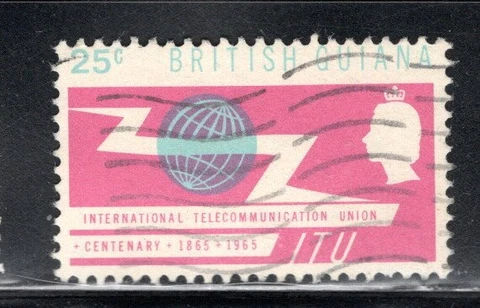 25c BRITISH GUIANA
INTERNATIONAL TELECOMMUNICATION UNION
+ CENTENARY + 1865 + 1965 ITU